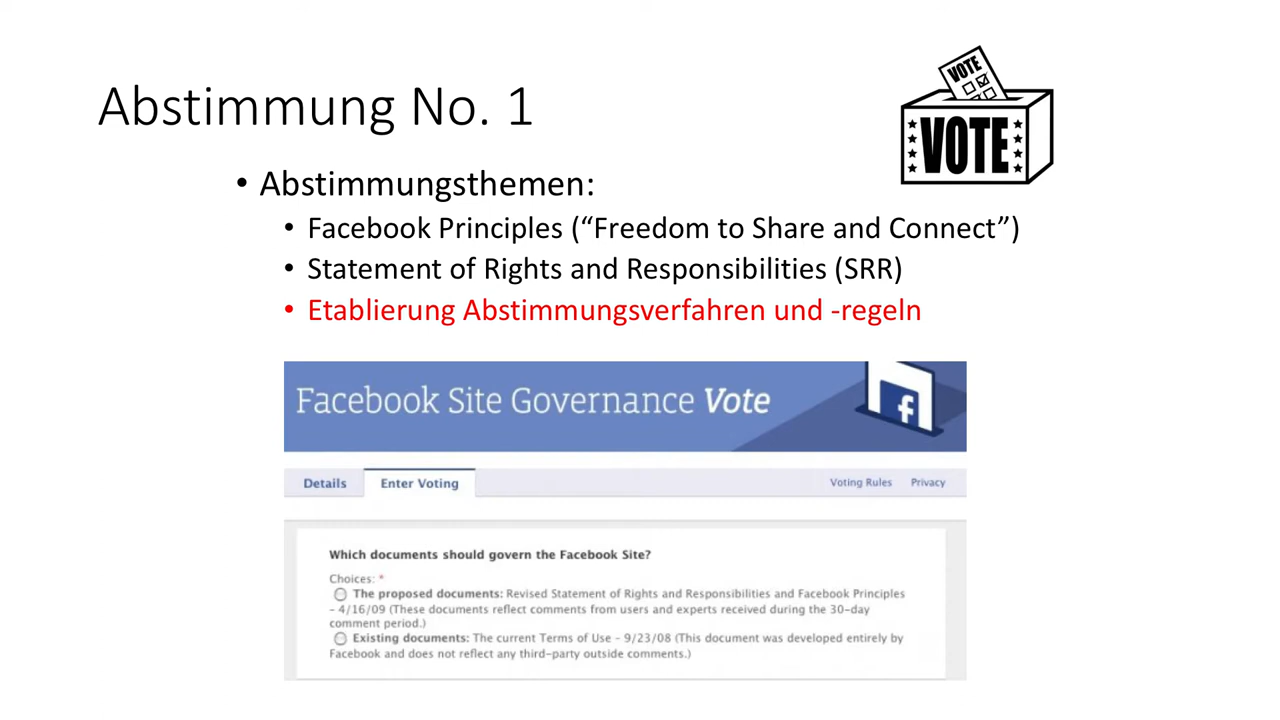 Abstimmung No. 1
VOTE
VOTE
• Abstimmungsthemen:
• Facebook Principles (“Freedom to Share and Connect”)
• Statement of Rights and Responsibilities (SRR)
• Etablierung Abstimmungsverfahren und -regeln
Facebook Site Governance Vote
f
Details Enter Voting Voting Rules Privacy
Which documents should govern the Facebook Site?
Choices: *
The proposed documents: Revised Statement of Rights and Responsibilities and Facebook Principles
– 4/16/09 (These documents reflect comments from users and experts received during the 30-day
comment period.)
Existing documents: The current Terms of Use – 9/23/08 (This document was developed entirely by
Facebook and does not reflect any third-party outside comments.)